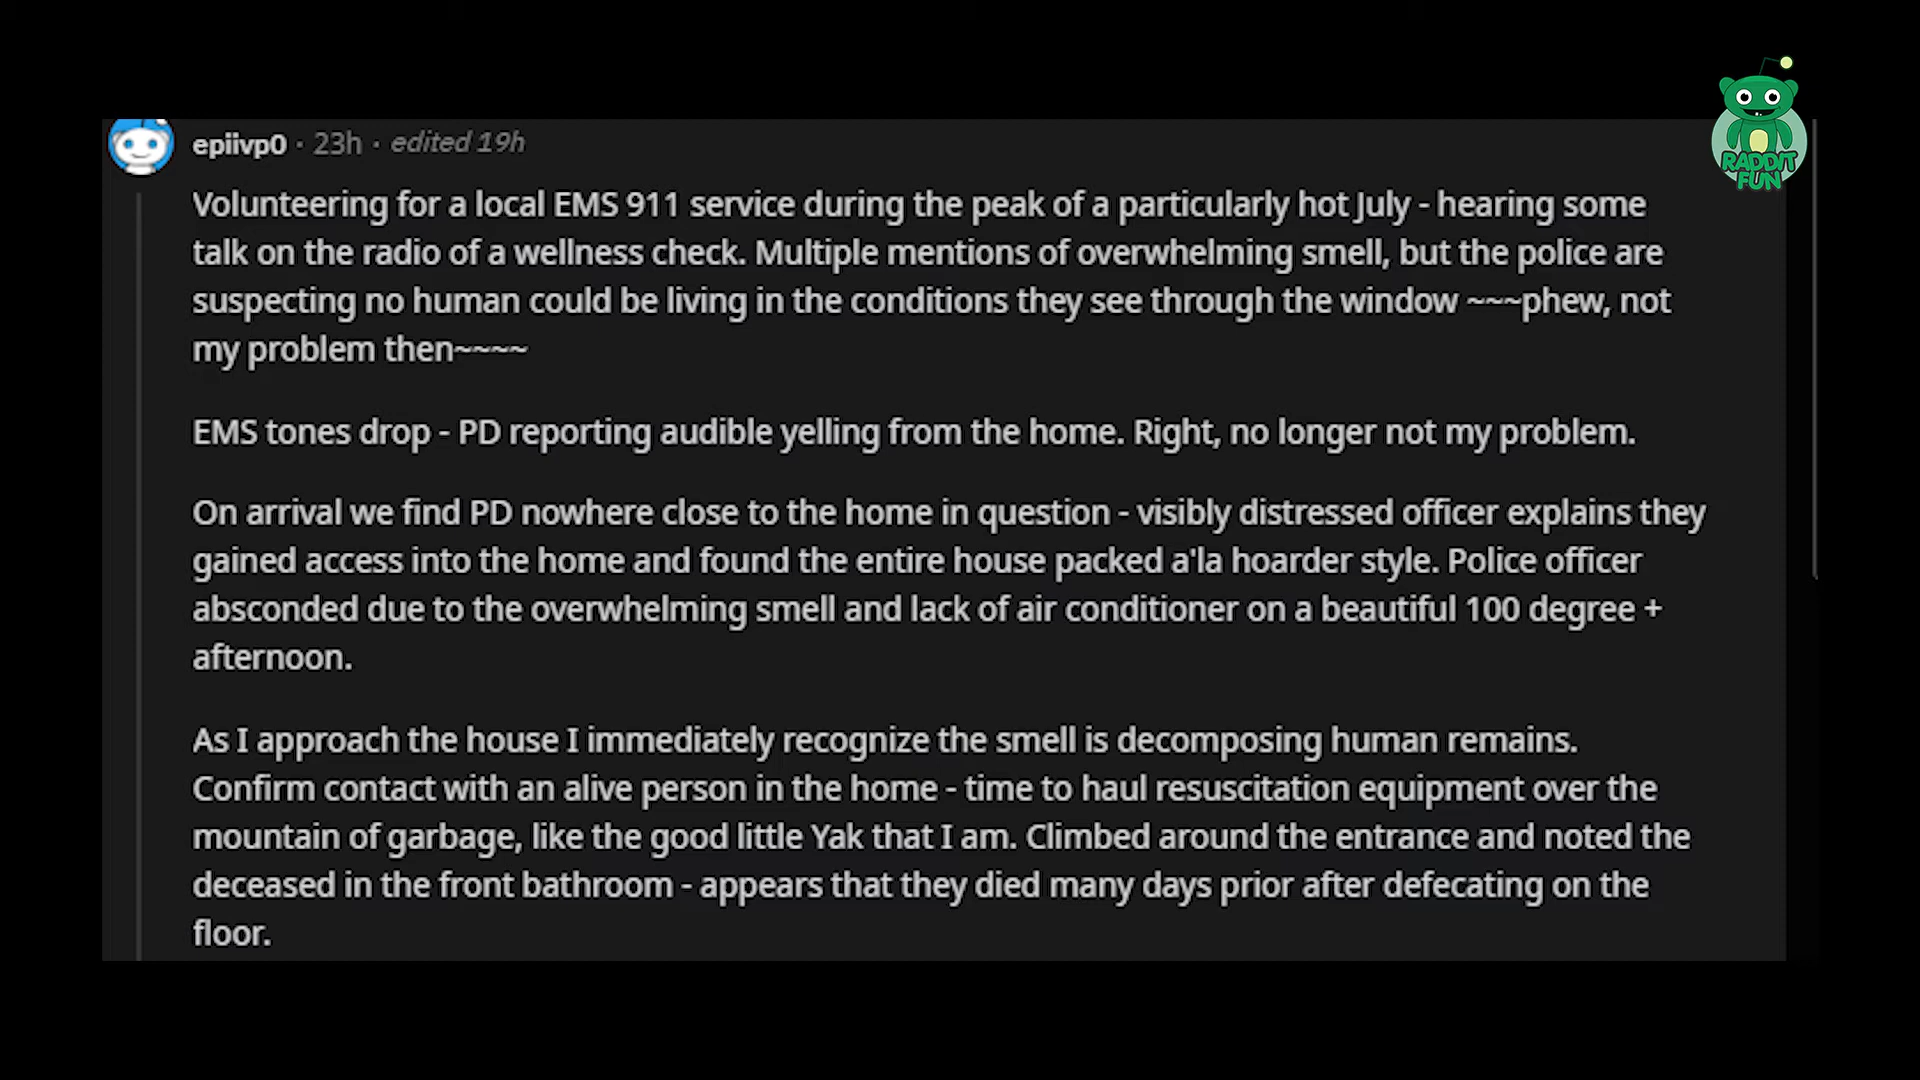 epiivp0 · 23h · edited 19h
RADDIT
FUN
Volunteering for a local EMS 911 service during the peak of a particularly hot July - hearing some
talk on the radio of a wellness check. Multiple mentions of overwhelming smell, but the police are
suspecting no human could be living in the conditions they see through the window ~~~phew, not
my problem then~~~~
EMS tones drop - PD reporting audible yelling from the home. Right, no longer not my problem.
On arrival we find PD nowhere close to the home in question - visibly distressed officer explains they
gained access into the home and found the entire house packed a'la hoarder style. Police officer
absconded due to the overwhelming smell and lack of air conditioner on a beautiful 100 degree +
afternoon.
As I approach the house I immediately recognize the smell is decomposing human remains.
Confirm contact with an alive person in the home - time to haul resuscitation equipment over the
mountain of garbage, like the good little Yak that I am. Climbed around the entrance and noted the
deceased in the front bathroom - appears that they died many days prior after defecating on the
floor.